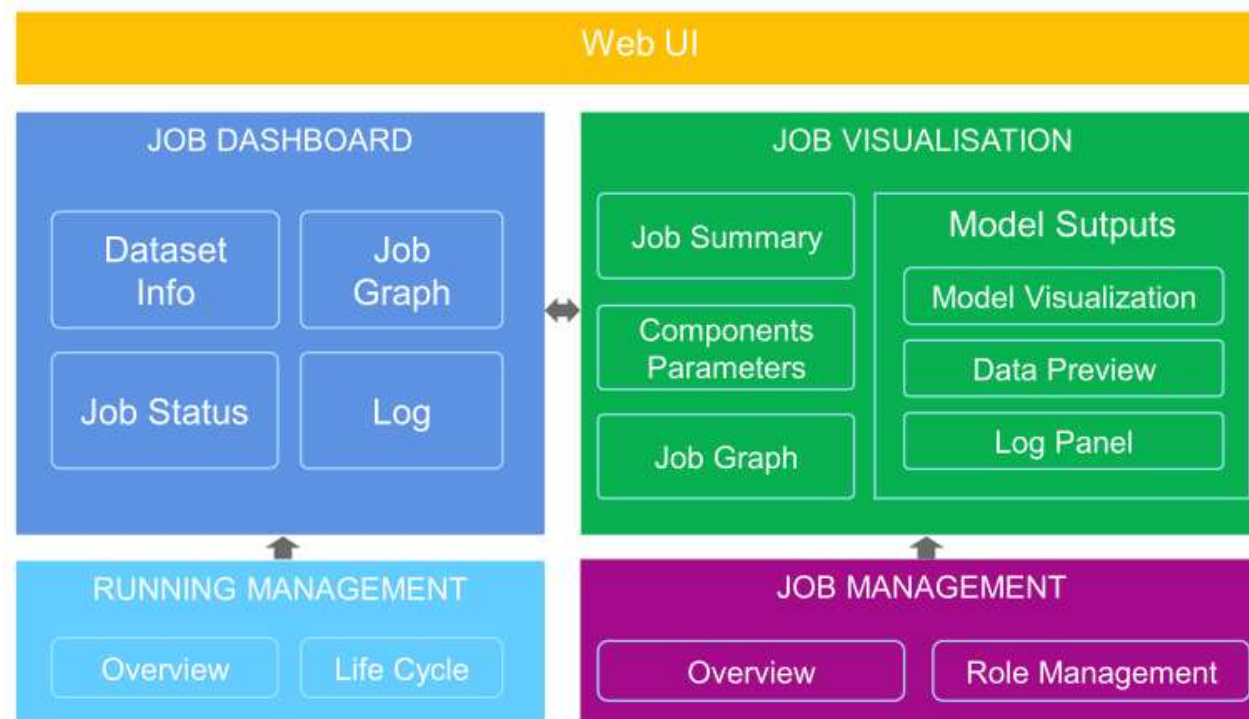 Web UI
JOB DASHBOARD
Dataset
Info
Job
Graph
Job Status
Log
JOB VISUALISATION
Job Summary
Components
Parameters
Job Graph
Model Sutputs
Model Visualization
Data Preview
Log Panel
RUNNING MANAGEMENT
Overview
Life Cycle
JOB MANAGEMENT
Overview
Role Management